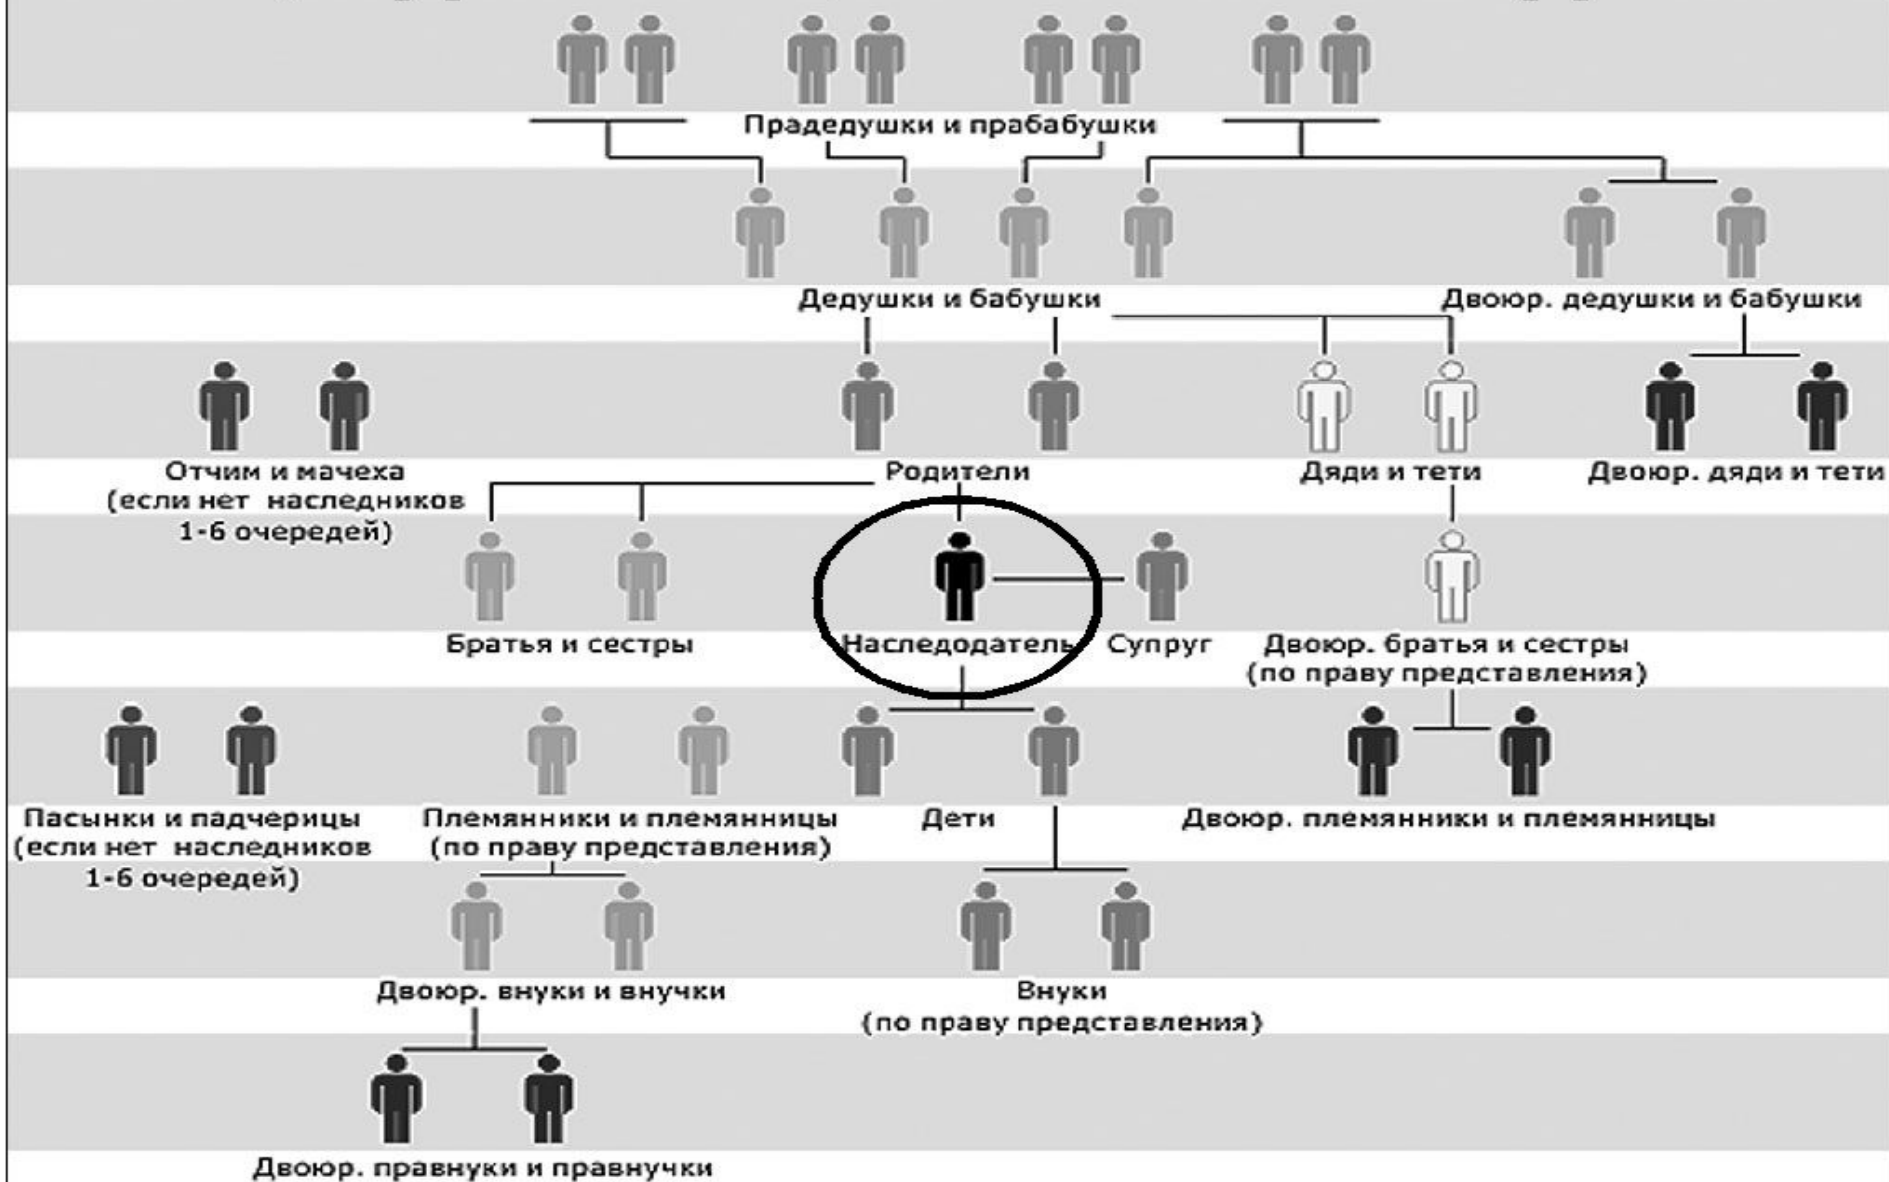 Прадедушки и прабабушки
Дедушки и бабушки
Двоюр. дедушки и бабушки
Отчим и мачеха
(если нет наследников
1-6 очередей)
Родители
Дяди и тети
Двоюр. дяди и тети
Братья и сестры
Наследодатель
Супруг
Двоюр. братья и сестры
(по праву представления)
Пасынки и падчерицы
(если нет наследников
1-6 очередей)
Племянники и племянницы
(по праву представления)
Дети
Двоюр. племянники и племянницы
Двоюр. внуки и внучки
Внуки
(по праву представления)
Двоюр. правнуки и правнучки